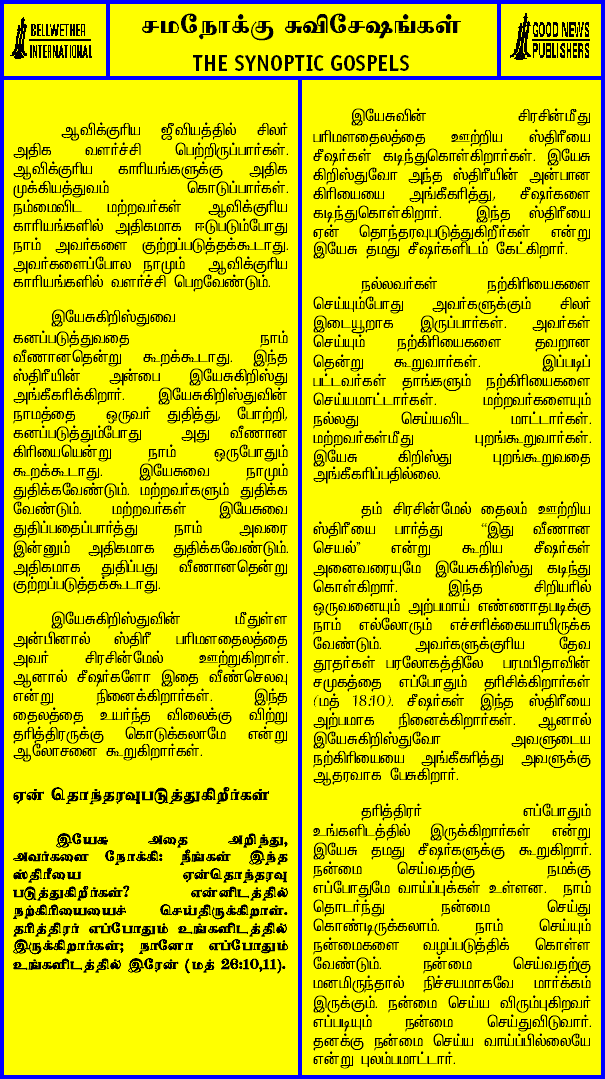 BELLWETHER
INTERNATIONAL
சமநோக்கு சுவிசேஷங்கள்
THE SYNOPTIC GOSPELS
GOOD NEWS
PUBLISHERS
ஆவிக்குரிய ஜீவியத்தில் சிலர்
அதிக வளர்ச்சி பெற்றிருப்பார்கள்.
ஆவிக்குரிய காரியங்களுக்கு அதிக
முக்கியத்துவம் கொடுப்பார்கள்.
நம்மைவிட மற்றவர்கள் ஆவிக்குரிய
காரியங்களில் அதிகமாக ஈடுபடும்போது
நாம் அவர்களை குற்றப்படுத்தக்கூடாது.
அவர்களைப்போல நாமும் ஆவிக்குரிய
காரியங்களில் வளர்ச்சி பெறவேண்டும்.
இயேசுகிறிஸ்துவை
கனப்படுத்துவதை நாம்
வீணானதென்று கூறக்கூடாது. இந்த
ஸ்திரீயின் அன்பை இயேசுகிறிஸ்து
அங்கீகரிக்கிறார். இயேசுகிறிஸ்துவின்
நாமத்தை ஒருவர் துதித்து, போற்றி,
கனப்படுத்தும்போது அது வீணான
கிரியையென்று நாம் ஒருபோதும்
கூறக்கூடாது. இயேசுவை நாமும்
துதிக்கவேண்டும். மற்றவர்களும் துதிக்க
வேண்டும். மற்றவர்கள் இயேசுவை
துதிப்பதைப்பார்த்து நாம் அவரை
இன்னும் அதிகமாக துதிக்கவேண்டும்.
அதிகமாக துதிப்பது வீணானதென்று
குற்றப்படுத்தக்கூடாது.
இயேசுகிறிஸ்துவின் மீதுள்ள
அன்பினால் ஸ்திரீ பரிமளதைலத்தை
அவர் சிரசின்மேல் ஊற்றுகிறாள்.
ஆனால் சீஷர்களோ இதை வீண்செலவு
என்று நினைக்கிறார்கள். இந்த
தைலத்தை உயர்ந்த விலைக்கு விற்று
தரித்திரருக்கு கொடுக்கலாமே என்று
ஆலோசனை கூறுகிறார்கள்.
ஏன் தொந்தரவுபடுத்துகிறீர்கள்
இயேசு அதை அறிந்து,
அவர்களை நோக்கி: நீங்கள் இந்த
ஸ்திரீயை ஏன்தொந்தரவு
படுத்துகிறீர்கள்? என்னிடத்தில்
நற்கிரியையைச் செய்திருக்கிறாள்.
தரித்திரர் எப்போதும் உங்களிடத்தில்
இருக்கிறார்கள்; நானோ எப்போதும்
உங்களிடத்தில் இரேன் (மத் 26:10,11).
இயேசுவின் சிரசின்மீது
பரிமளதைலத்தை ஊற்றிய ஸ்திரீயை
சீஷர்கள் கடிந்துகொள்கிறார்கள். இயேசு
கிறிஸ்துவோ அந்த ஸ்திரீயின் அன்பான
கிரியையை அங்கீகரித்து, சீஷர்களை
கடிந்துகொள்கிறார். இந்த ஸ்திரீயை
ஏன் தொந்தரவுபடுத்துகிறீர்கள் என்று
இயேசு தமது சீஷர்களிடம் கேட்கிறார்.
நல்லவர்கள் நற்கிரியைகளை
செய்யும்போது அவர்களுக்கும் சிலர்
இடையூறாக இருப்பார்கள். அவர்கள்
செய்யும் நற்கிரியைகளை தவறான
தென்று கூறுவார்கள். இப்படிப்
பட்டவர்கள் தாங்களும் நற்கிரியைகளை
செய்யமாட்டார்கள். மற்றவர்களையும்
நல்லது செய்யவிட மாட்டார்கள்.
மற்றவர்கள்மீது புறங்கூறுவார்கள்.
இயேசு கிறிஸ்து புறங்கூறுவதை
அங்கீகரிப்பதில்லை.
தம் சிரசின்மேல் தைலம் ஊற்றிய
ஸ்திரீயை பார்த்து “இது வீணான
செயல்” என்று கூறிய சீஷர்கள்
அனைவரையுமே இயேசுகிறிஸ்து கடிந்து
கொள்கிறார். இந்த சிறியரில்
ஒருவனையும் அற்பமாய் எண்ணாதபடிக்கு
நாம் எல்லோரும் எச்சரிக்கையாயிருக்க
வேண்டும். அவர்களுக்குரிய தேவ
தூதர்கள் பரலோகத்திலே பரமபிதாவின்
சமுகத்தை எப்போதும் தரிசிக்கிறார்கள்
(மத் 18:10). சீஷர்கள் இந்த ஸ்திரீயை
அற்பமாக நினைக்கிறார்கள். ஆனால்
இயேசுகிறிஸ்துவோ அவளுடைய
நற்கிரியையை அங்கீகரித்து அவளுக்கு
ஆதரவாக பேசுகிறார்.
தரித்திரர் எப்போதும்
உங்களிடத்தில் இருக்கிறார்கள் என்று
இயேசு தமது சீஷர்களுக்கு கூறுகிறார்.
நன்மை செய்வதற்கு நமக்கு
எப்போதுமே வாய்ப்புக்கள் உள்ளன. நாம்
தொடர்ந்து நன்மை செய்து
கொண்டிருக்கலாம். நாம் செய்யும்
நன்மைகளை வழப்படுத்திக் கொள்ள
வேண்டும். நன்மை செய்வதற்கு
மனமிருந்தால் நிச்சயமாகவே மார்க்கம்
இருக்கும். நன்மை செய்ய விரும்புகிறவர்
எப்படியும் நன்மை செய்துவிடுவார்.
தனக்கு நன்மை செய்ய வாய்ப்பில்லையே
என்று புலம்பமாட்டார்.